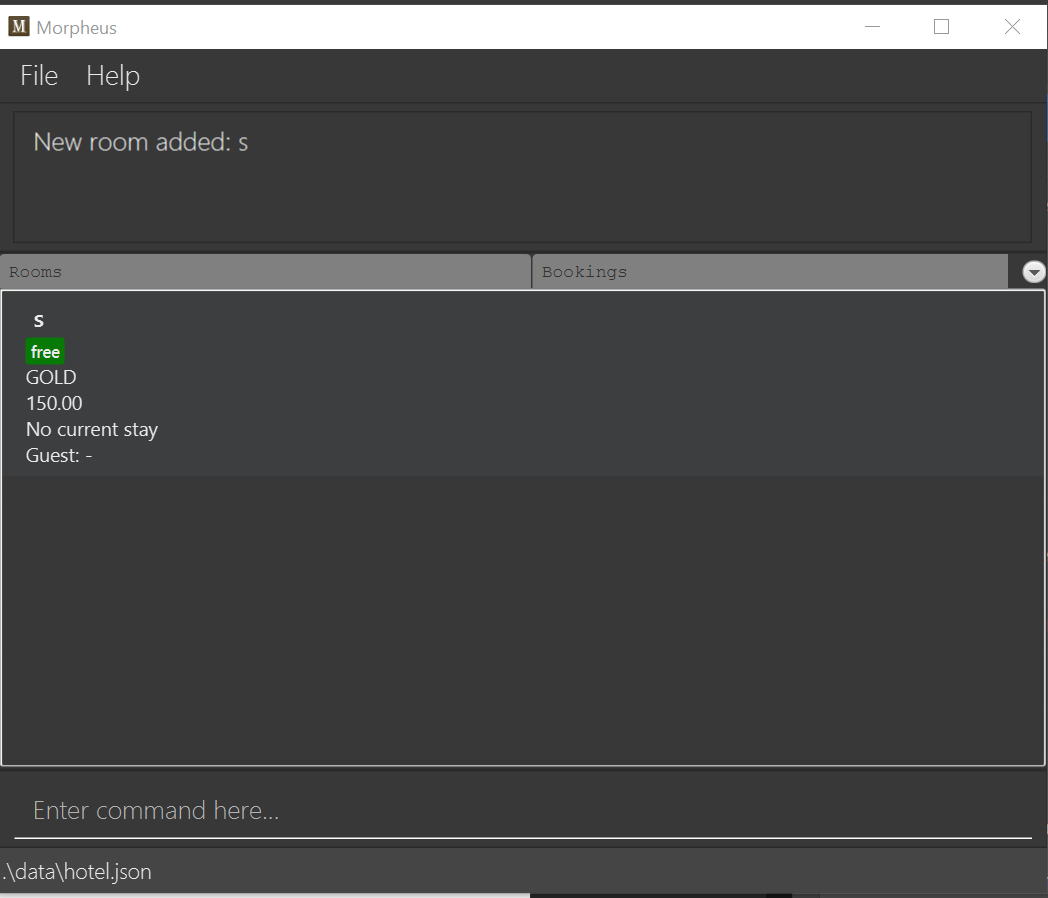 M Morpheus
File Help
New room added: s
Rooms Bookings
s
free
GOLD
150.00
No current stay
Guest: -
Enter command here...
.\data\hotel.json